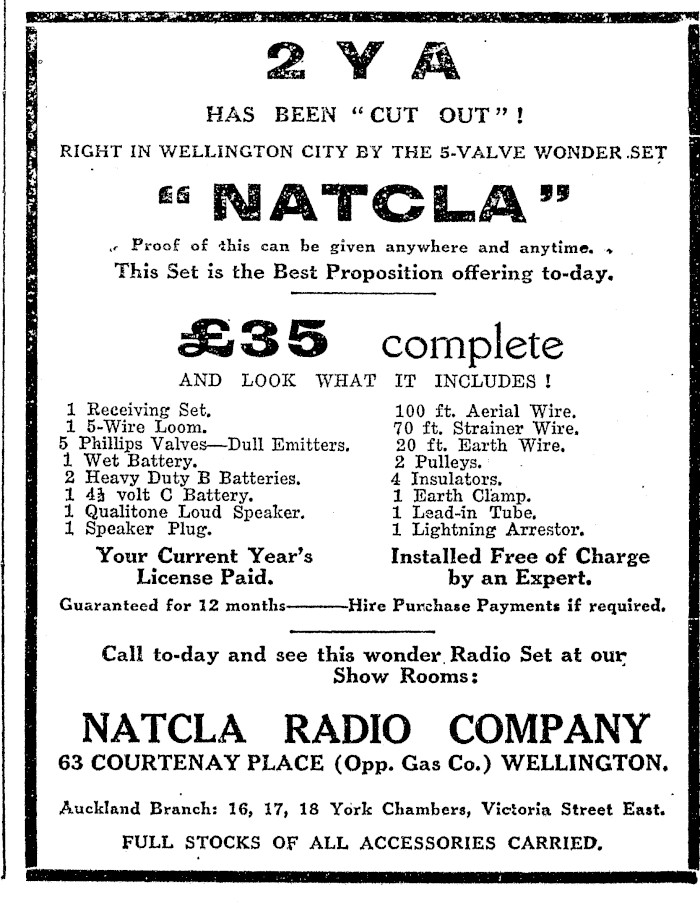 2 Y A
HAS BEEN "CUT OUT"!
RIGHT IN WELLINGTON CITY BY THE 5-VALVE WONDER SET
"NATCLA"
Proof of this can be given anywhere and anytime.
This Set is the Best Proposition offering to-day.
£35 complete
AND LOOK WHAT IT INCLUDES!
1 Receiving Set.
1 5-Wire Loom.
5 Phillips Valves—Dull Emitters.
1 Wet Battery.
2 Heavy Duty B Batteries.
1 4½ volt C Battery.
1 Qualitone Loud Speaker.
1 Speaker Plug.
100 ft. Aerial Wire.
70 ft. Strainer Wire.
20 ft. Earth Wire.
2 Pulleys.
4 Insulators.
1 Earth Clamp.
1 Lead-in Tube.
1 Lightning Arrestor.
Your Current Year's
License Paid.
Installed Free of Charge
by an Expert.
Guaranteed for 12 months———Hire Purchase Payments if required.
Call to-day and see this wonder Radio Set at our
Show Rooms:
NATCLA RADIO COMPANY
63 COURTENAY PLACE (Opp. Gas Co.) WELLINGTON.
Auckland Branch: 16, 17, 18 York Chambers, Victoria Street East.
FULL STOCKS OF ALL ACCESSORIES CARRIED.